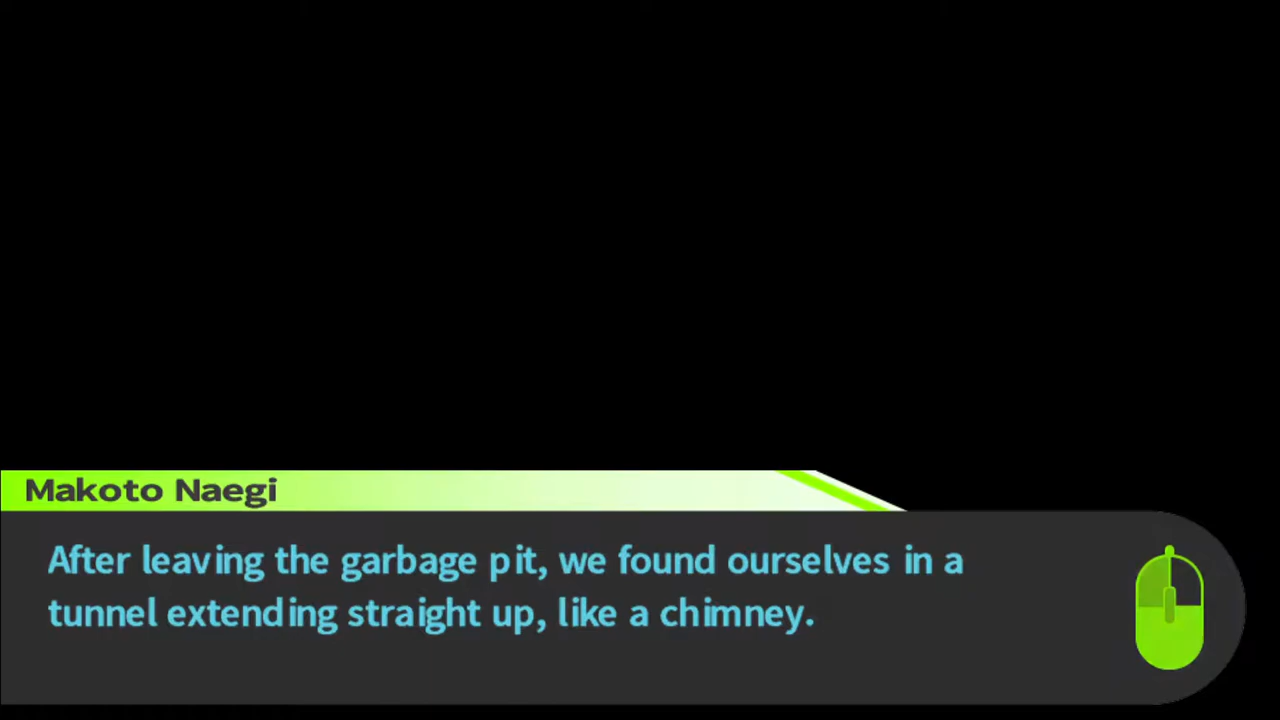 Makoto Naegi
After leaving the garbage pit, we found ourselves in a
tunnel extending straight up, like a chimney.